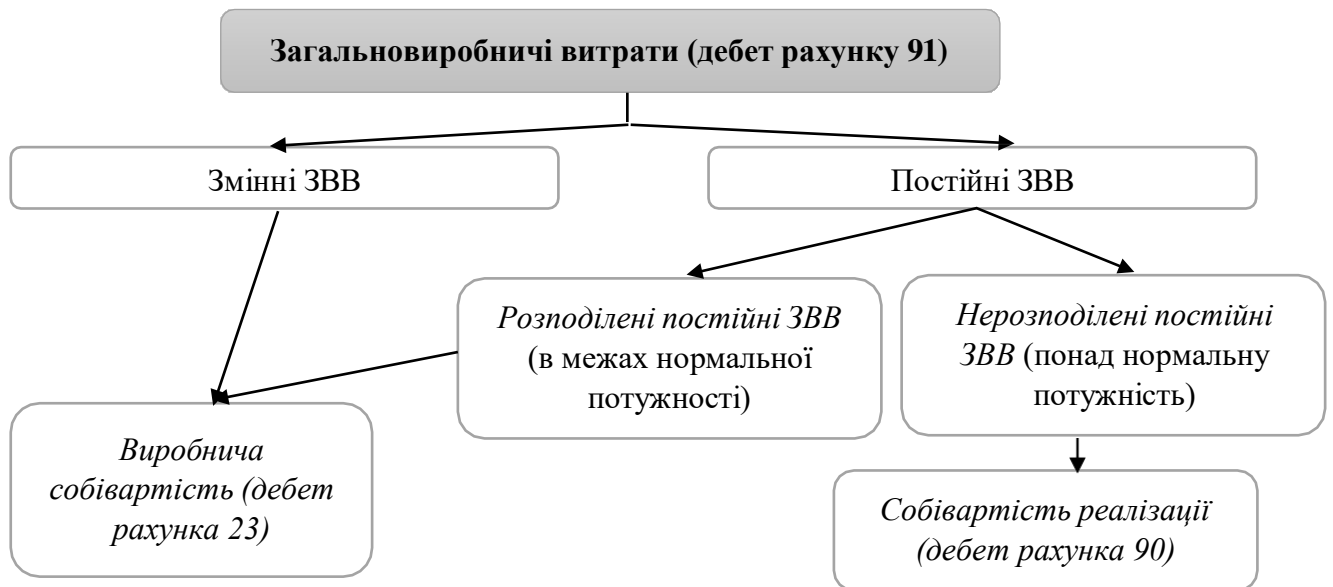 Загальновиробничі витрати (дебет рахунку 91)
Змінні ЗВВ
Постійні ЗВВ
Розподілені постійні ЗВВ
(в межах нормальної
потужності)
Нерозподілені постійні
ЗВВ (понад нормальну
потужність)
Виробнича
собівартість (дебет
рахунка 23)
Собівартість реалізації
(дебет рахунка 90)